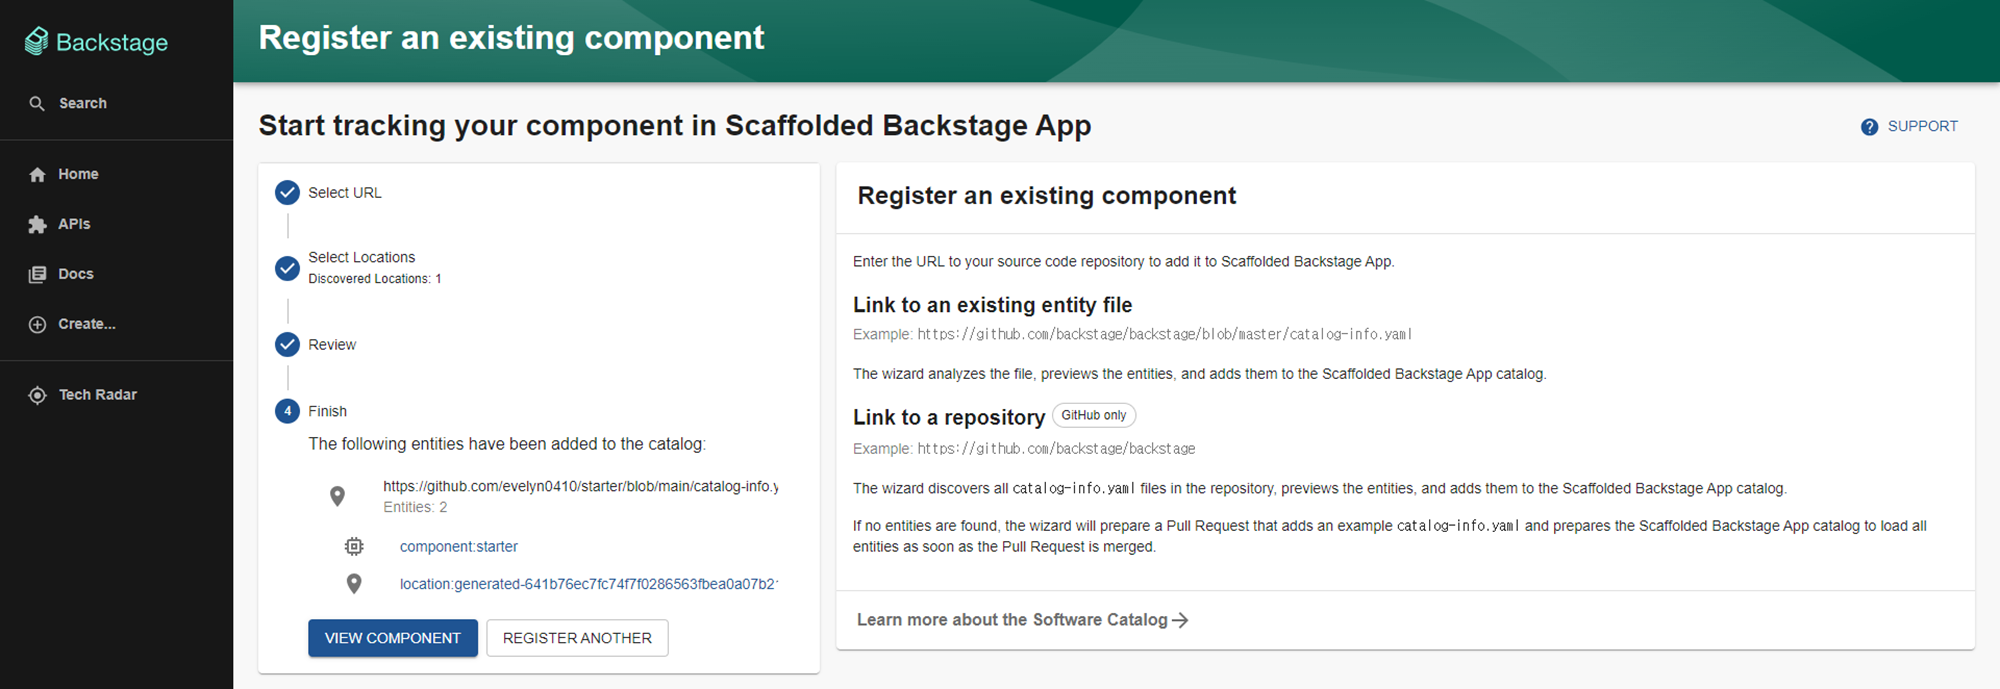 Backstage
Search
Home
APIs
Docs
Create...
Tech Radar
Register an existing component
Start tracking your component in Scaffolded Backstage App
SUPPORT
Select URL
Select Locations
Discovered Locations: 1
Review
4 Finish
The following entities have been added to the catalog:
https://github.com/evelyn0410/starter/blob/main/catalog-info.y
Entities: 2
component:starter
location:generated-641b76ec7fc74f7f0286563fbea0a07b21
VIEW COMPONENT
REGISTER ANOTHER
Register an existing component
Enter the URL to your source code repository to add it to Scaffolded Backstage App.
Link to an existing entity file
Example: https://github.com/backstage/backstage/blob/master/catalog-info.yaml
The wizard analyzes the file, previews the entities, and adds them to the Scaffolded Backstage App catalog.
Link to a repository GitHub only
Example: https://github.com/backstage/backstage
The wizard discovers all catalog-info.yaml files in the repository, previews the entities, and adds them to the Scaffolded Backstage App catalog.
If no entities are found, the wizard will prepare a Pull Request that adds an example catalog-info.yaml and prepares the Scaffolded Backstage App catalog to load all
entities as soon as the Pull Request is merged.
Learn more about the Software Catalog